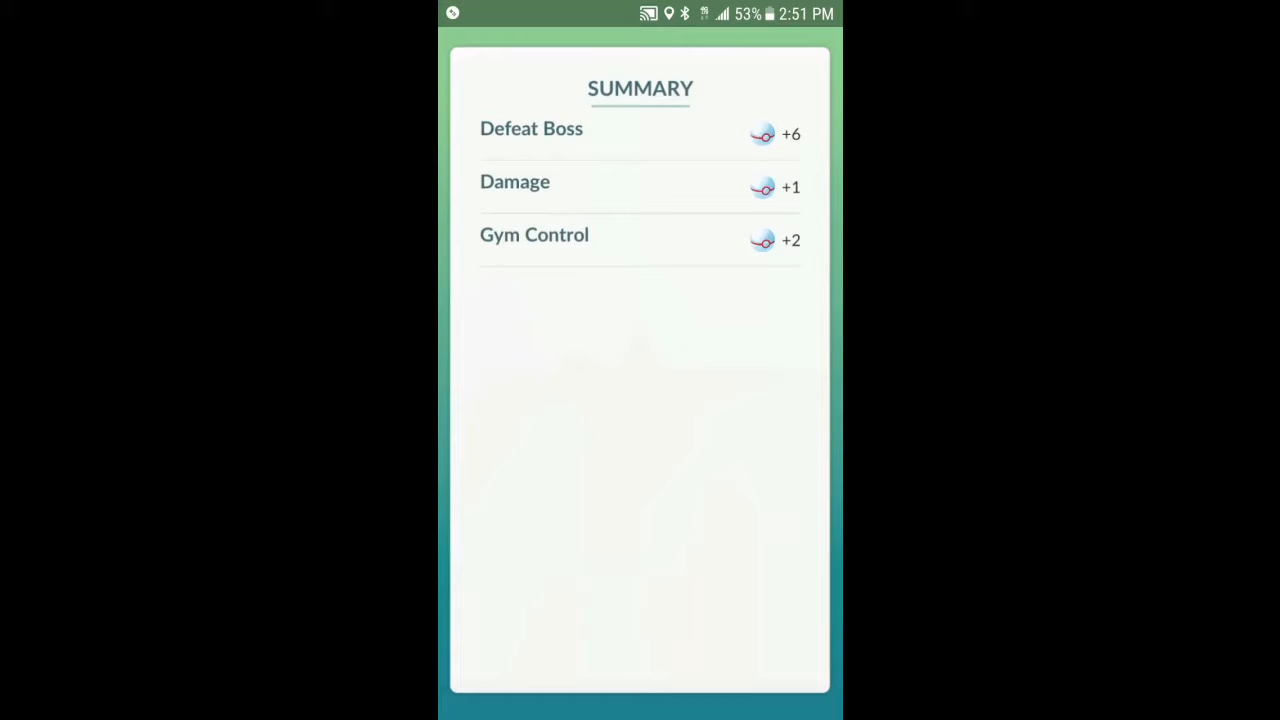 53% 2:51 PM
SUMMARY
Defeat Boss +6
Damage +1
Gym Control +2